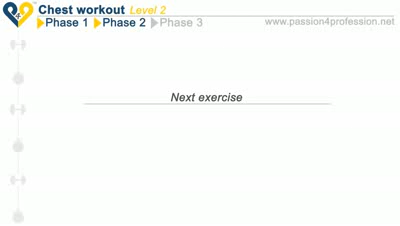 Chest workout Level 2
Phase 1 Phase 2 Phase 3 www.passion4profession.net
Next exercise